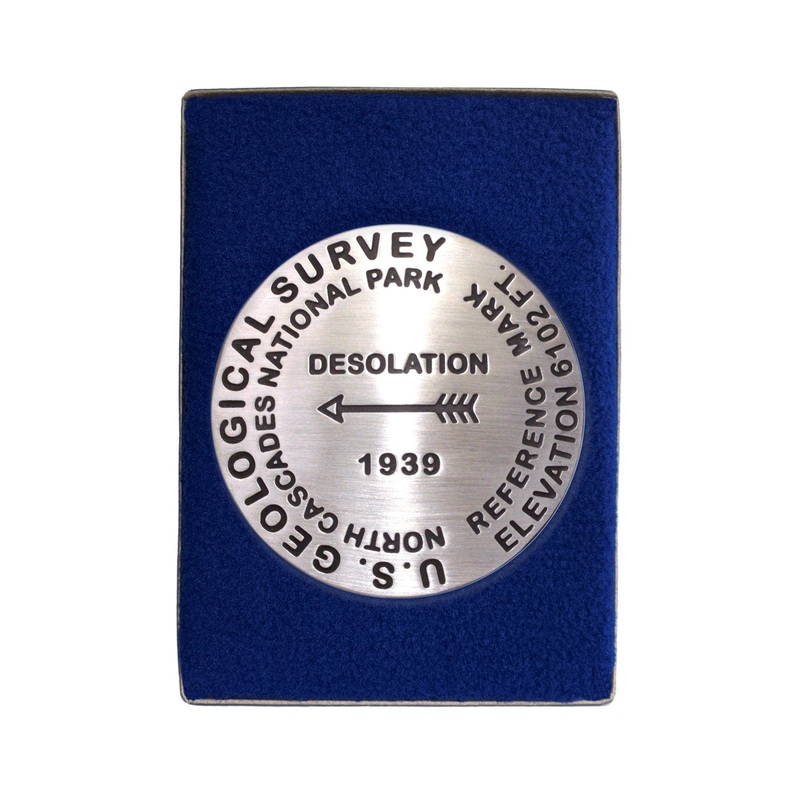 U.S. GEOLOGICAL SURVEY
NORTH CASCADES NATIONAL PARK
DESOLATION
1939
REFERENCE MARK
ELEVATION 6102 FT.